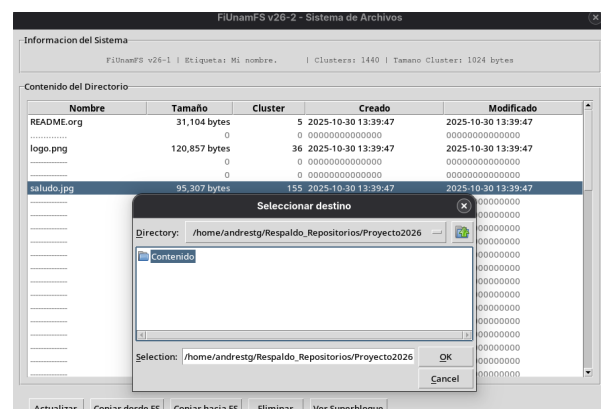 FiUnamFS v26-2 - Sistema de Archivos
Informacion del Sistema
FiUnamFS v26-1 | Etiqueta: Mi nombre. | Clusters: 1440 | Tamano Cluster: 1024 bytes
Contenido del Directorio
Nombre Tamaño Cluster Creado Modificado
README.org 31,104 bytes 5 2025-10-30 13:39:47 2025-10-30 13:39:47
.............. 0 0 00000000000000 00000000000000
logo.png 120,857 bytes 36 2025-10-30 13:39:47 2025-10-30 13:39:47
.............. 0 0 00000000000000 00000000000000
.............. 0 0 00000000000000 00000000000000
saludo.jpg 95,307 bytes 155 2025-10-30 13:39:47 2025-10-30 13:39:47
Seleccionar destino
Directory: /home/andrestg/Respaldo_Repositorios/Proyecto2026
Contenido
Selection: /home/andrestg/Respaldo_Repositorios/Proyecto2026
OK
Cancel
Actualizar Copiar desde FS Copiar hacia FS Eliminar Ver Superbloque